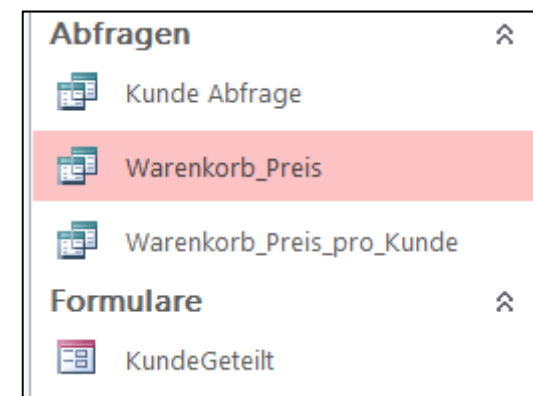 Abfragen
Kunde Abfrage
Warenkorb_Preis
Warenkorb_Preis_pro_Kunde
Formulare
KundeGeteilt